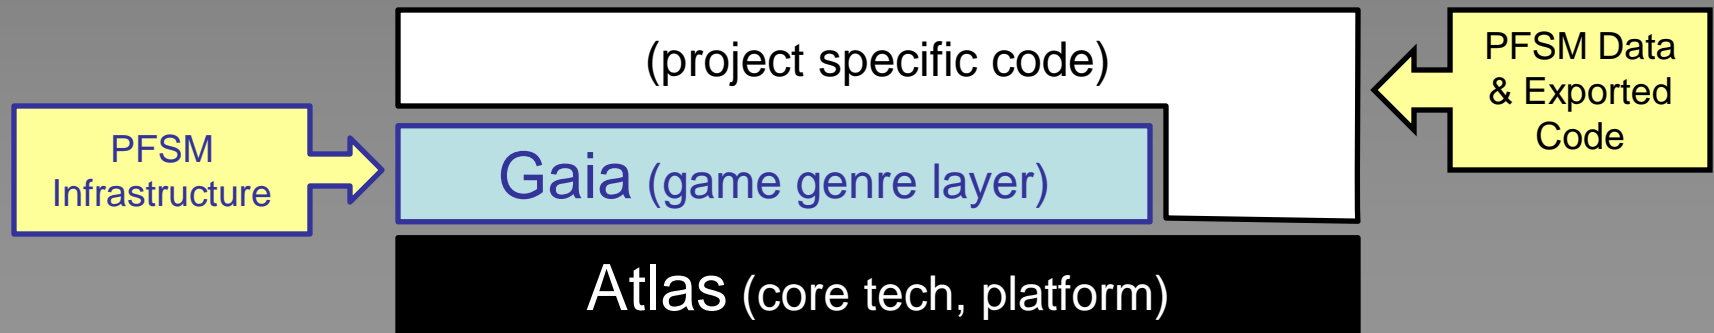 (project specific code)
PFSM Data
& Exported
Code
PFSM
Infrastructure
Gaia (game genre layer)
Atlas (core tech, platform)